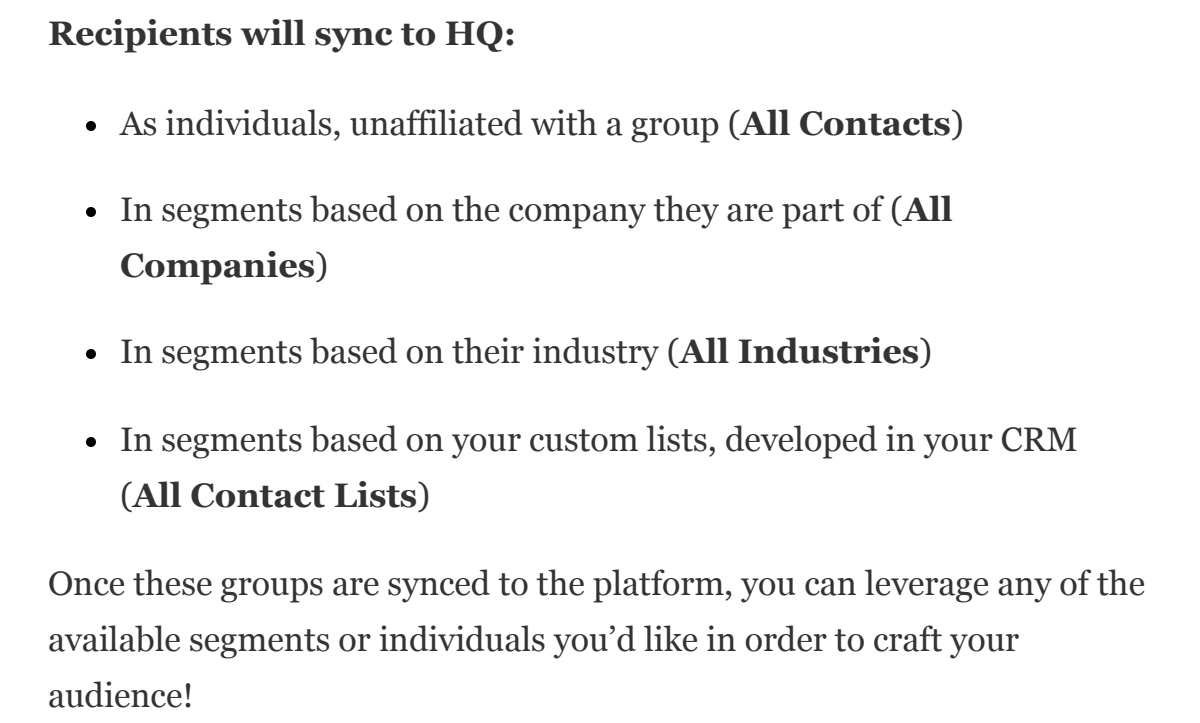 Recipients will sync to HQ:
• As individuals, unaffiliated with a group (All Contacts)
• In segments based on the company they are part of (All
Companies)
• In segments based on their industry (All Industries)
• In segments based on your custom lists, developed in your CRM
(All Contact Lists)
Once these groups are synced to the platform, you can leverage any of the
available segments or individuals you’d like in order to craft your
audience!